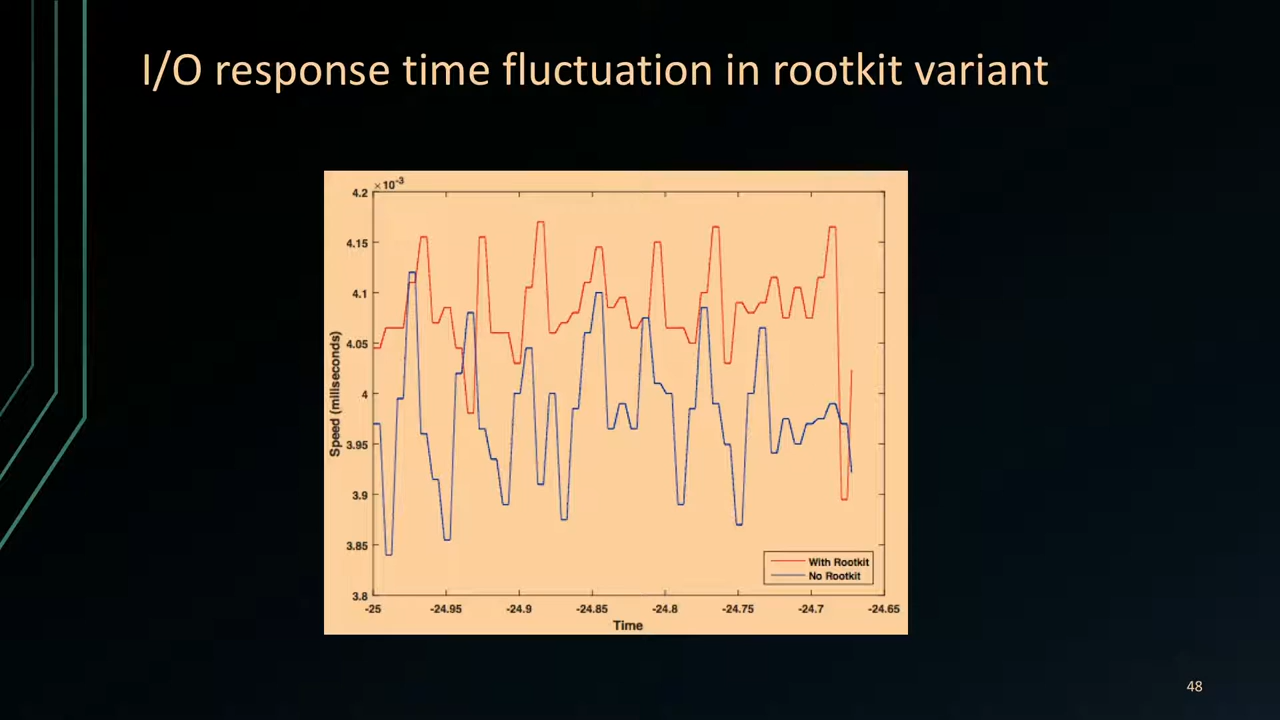 I/O response time fluctuation in rootkit variant
×10-3
4.2
4.15
4.1
4.05
4
3.95
3.9
3.85
3.8
Speed (miliseconds)
-25 -24.95 -24.9 -24.85 -24.8 -24.75 -24.7 -24.65
Time
With Rootkit
No Rootkit
48